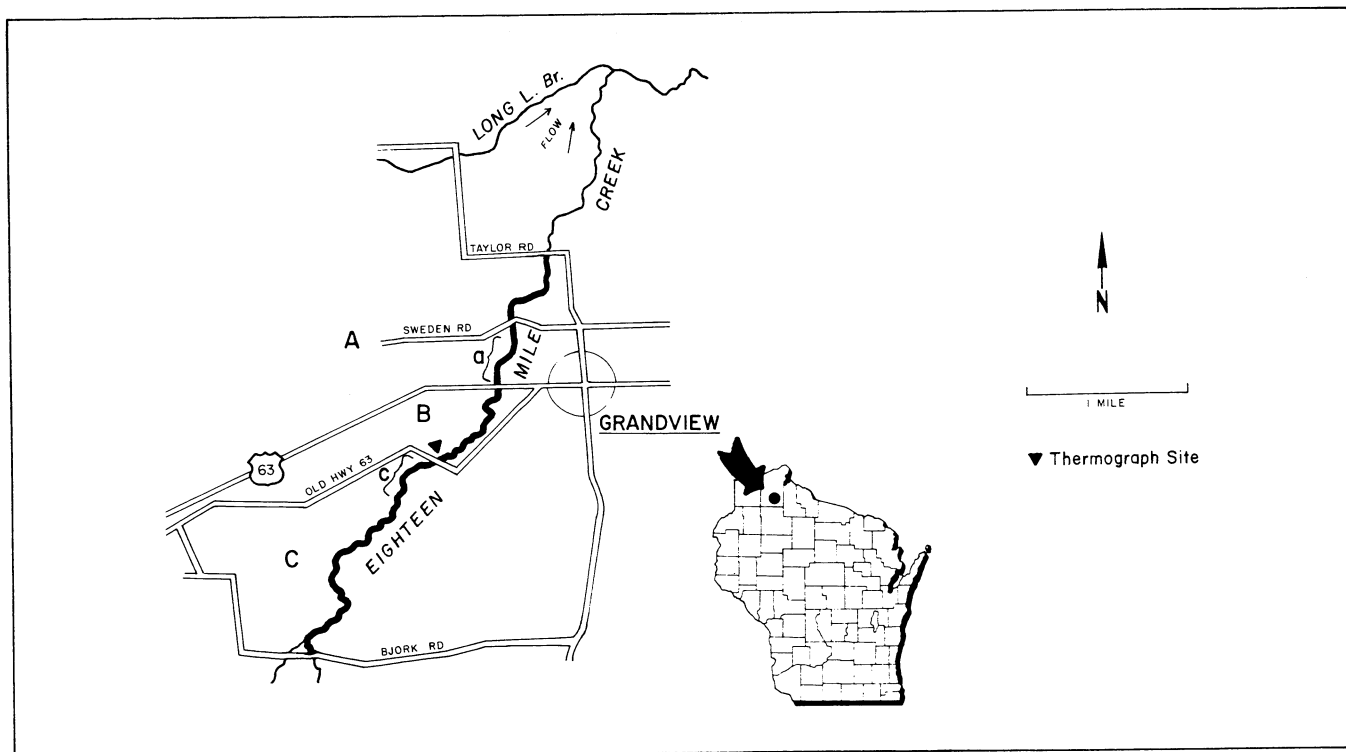 LONG L. Br.
FLOW
CREEK
TAYLOR RD
N
SWEDEN RD
A
a
MILE
1 MILE
B
GRANDVIEW
63
OLD HWY 63
c
▼ Thermograph Site
EIGHTEEN
C
BJORK RD